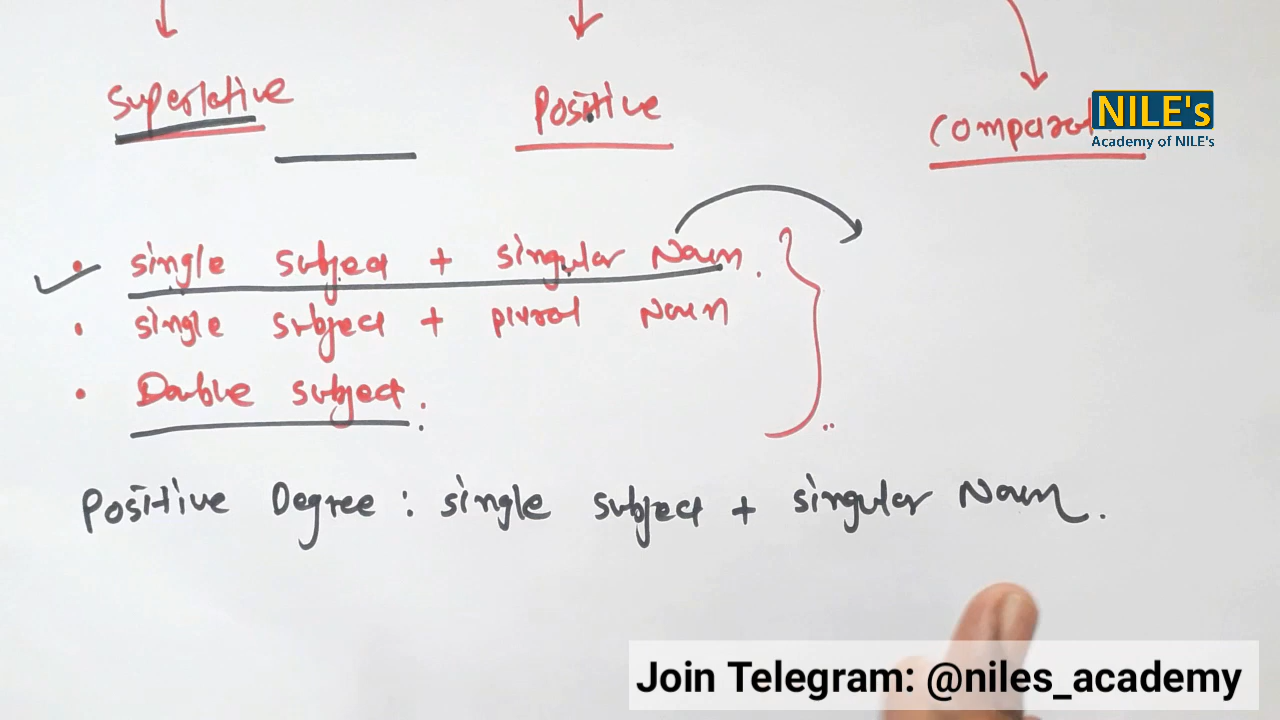 Superlative
Positive
Comparat
NILE's
Academy of NILE's
• single subject + singular Noun.
• single subject + plural Noun
• Double subject.
Positive Degree : single subject + singular Noun.
Join Telegram: @niles_academy